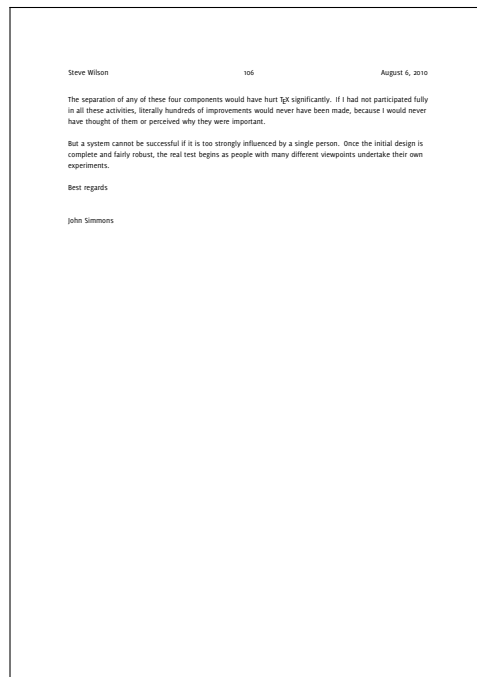 Steve Wilson 106 August 6, 2010
The separation of any of these four components would have hurt TEX significantly. If I had not participated fully
in all these activities, literally hundreds of improvements would never have been made, because I would never
have thought of them or perceived why they were important.
But a system cannot be successful if it is too strongly influenced by a single person. Once the initial design is
complete and fairly robust, the real test begins as people with many different viewpoints undertake their own
experiments.
Best regards
John Simmons